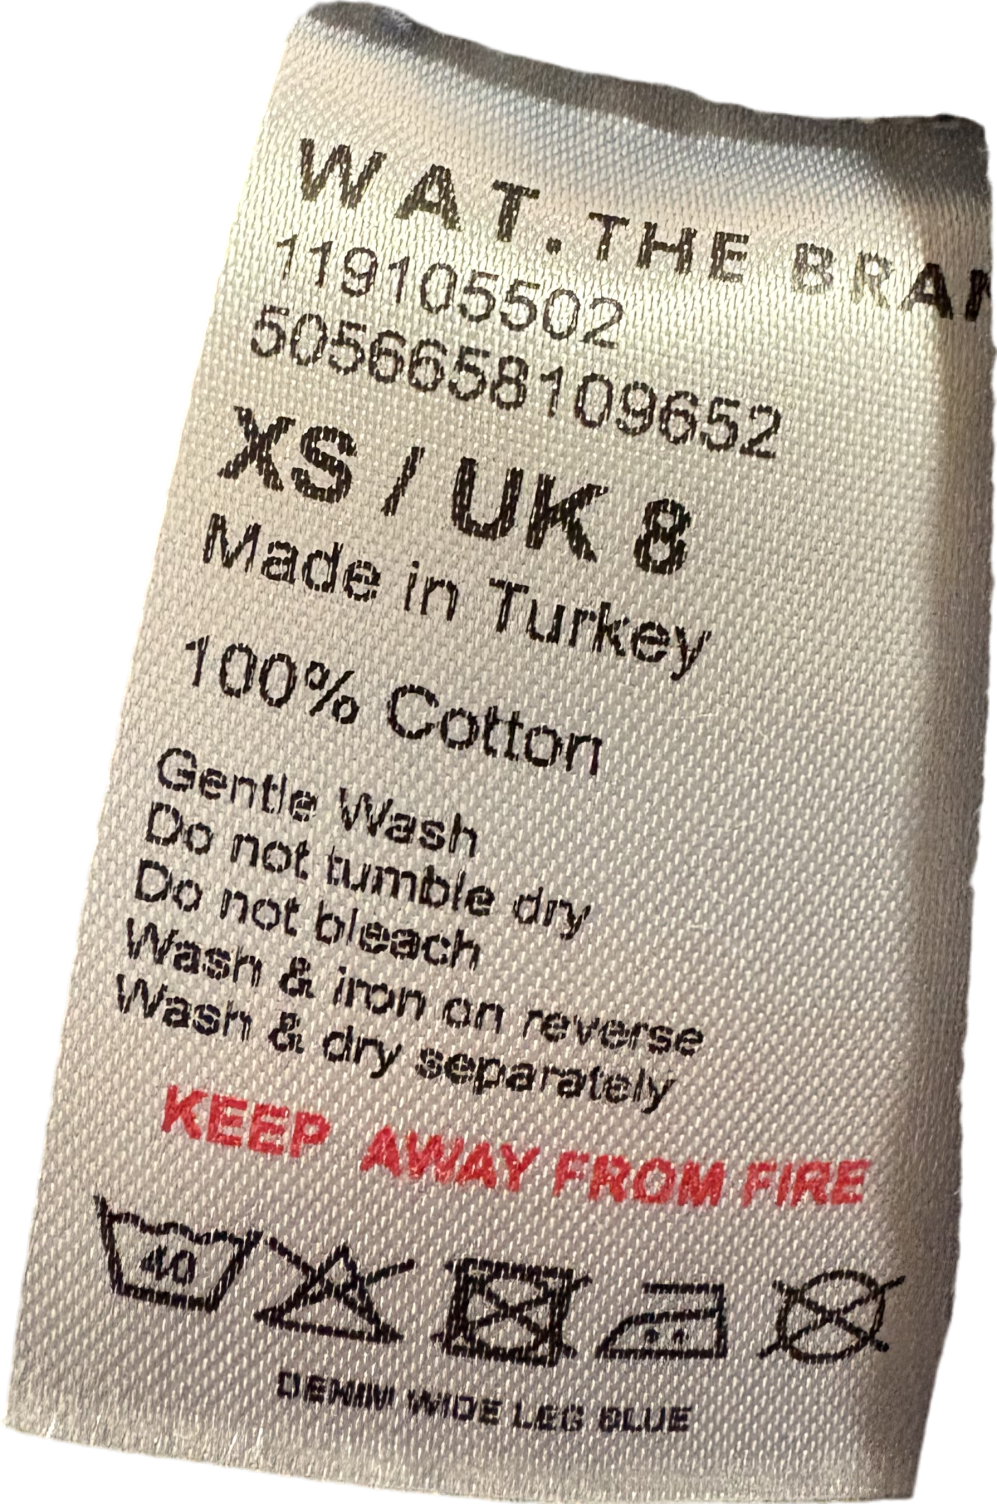 WAT.THE BRAN
119105502
5056658109652
XS / UK 8
Made in Turkey
100% Cotton
Gentle Wash
Do not tumble dry
Do not bleach
Wash & iron on reverse
Wash & dry separately
KEEP AWAY FROM FIRE
40
DENIM WIDE LEG BLUE